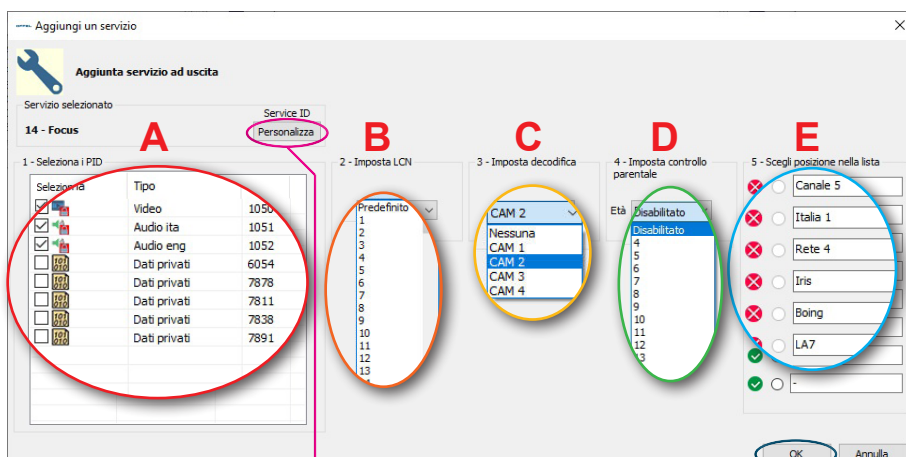 Aggiungi un servizio
Aggiunta servizio ad uscita
Servizio selezionato
14 - Focus
Service ID
Personalizza
A
B
C
D
E
1 - Seleziona i PID
Seleziona Tipo
Video 1050
Audio ita 1051
Audio eng 1052
Dati privati 6054
Dati privati 7878
Dati privati 7811
Dati privati 7838
Dati privati 7891
2 - Imposta LCN
Predefinito
1
2
3
4
5
6
7
8
9
10
11
12
13
3 - Imposta decodifica
CAM 2
Nessuna
CAM 1
CAM 2
CAM 3
CAM 4
4 - Imposta controllo
parentale
Età Disabilitato
Disabilitato
4
5
6
7
8
9
10
11
12
13
5 - Scegli posizione nella lista
Canale 5
Italia 1
Rete 4
Iris
Boing
LA7
-
OK Annulla